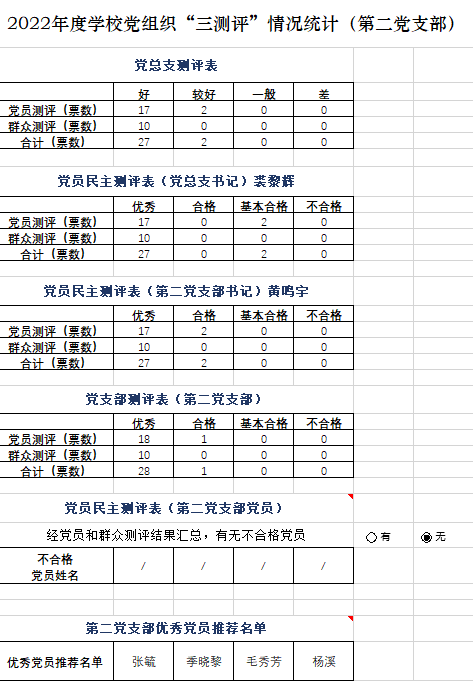 2022年度学校党组织“三测评”情况统计（第二党支部）
党总支测评表
好 较好 一般 差
党员测评（票数） 17 2 0 0
群众测评（票数） 10 0 0 0
合计（票数） 27 2 0 0
党员民主测评表（党总支书记）裘黎辉
优秀 合格 基本合格 不合格
党员测评（票数） 17 0 2 0
群众测评（票数） 10 0 0 0
合计（票数） 27 0 2 0
党员民主测评表（第二党支部书记）黄鸣宇
优秀 合格 基本合格 不合格
党员测评（票数） 17 2 0 0
群众测评（票数） 10 0 0 0
合计（票数） 27 2 0 0
党支部测评表（第二党支部）
优秀 合格 基本合格 不合格
党员测评（票数） 18 1 0 0
群众测评（票数） 10 0 0 0
合计（票数） 28 1 0 0
党员民主测评表（第二党支部党员）
经党员和群众测评结果汇总，有无不合格党员 有 无
不合格
党员姓名 / / / /
第二党支部优秀党员推荐名单
优秀党员推荐名单 张毓 季晓黎 毛秀芳 杨溪